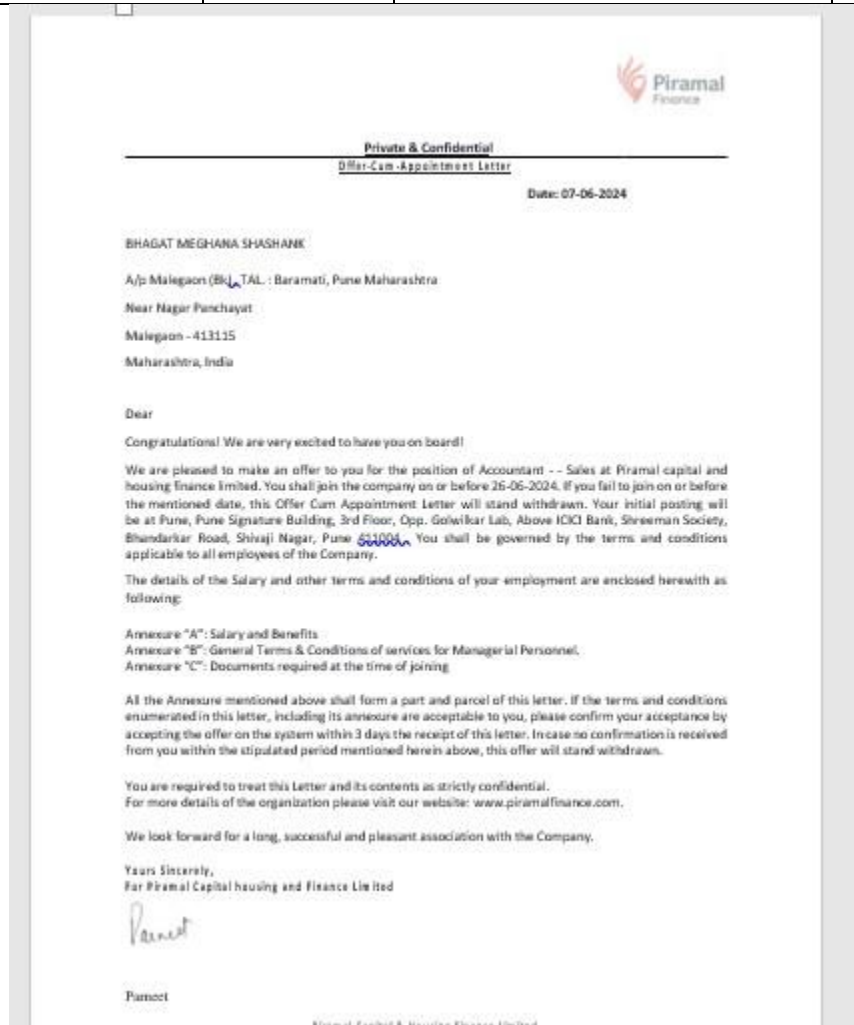 Piramal
Finance
Private & Confidential
Offer-Cum-Appointment Letter
Date: 07-06-2024
BHAGAT MEGHANA SHASHANK
A/p Malegaon (Bk), TAL. : Baramati, Pune Maharashtra
Near Nagar Panchayat
Malegaon - 413115
Maharashtra, India
Dear
Congratulations! We are very excited to have you on board!
We are pleased to make an offer to you for the position of Accountant - - Sales at Piramal capital and
housing finance limited. You shall join the company on or before 26-06-2024. If you fail to join on or before
the mentioned date, this Offer Cum Appointment Letter will stand withdrawn. Your initial posting will
be at Pune, Pune Signature Building, 3rd Floor, Opp. Golwilkar Lab, Above ICICI Bank, Shreeman Society,
Bhandarkar Road, Shivaji Nagar, Pune 411004. You shall be governed by the terms and conditions
applicable to all employees of the Company.
The details of the Salary and other terms and conditions of your employment are enclosed herewith as
following:
Annexure "A": Salary and Benefits
Annexure "B": General Terms & Conditions of services for Managerial Personnel.
Annexure "C": Documents required at the time of joining
All the Annexure mentioned above shall form a part and parcel of this letter. If the terms and conditions
enumerated in this letter, including its annexure are acceptable to you, please confirm your acceptance by
accepting the offer on the system within 3 days the receipt of this letter. In case no confirmation is received
from you within the stipulated period mentioned herein above, this offer will stand withdrawn.
You are required to treat this Letter and its contents as strictly confidential.
For more details of the organization please visit our website: www.piramalfinance.com.
We look forward for a long, successful and pleasant association with the Company.
Yours Sincerely,
For Piramal Capital housing and Finance Limited
Parneet
Parneet
Piramal Capital & Housing Finance Limited